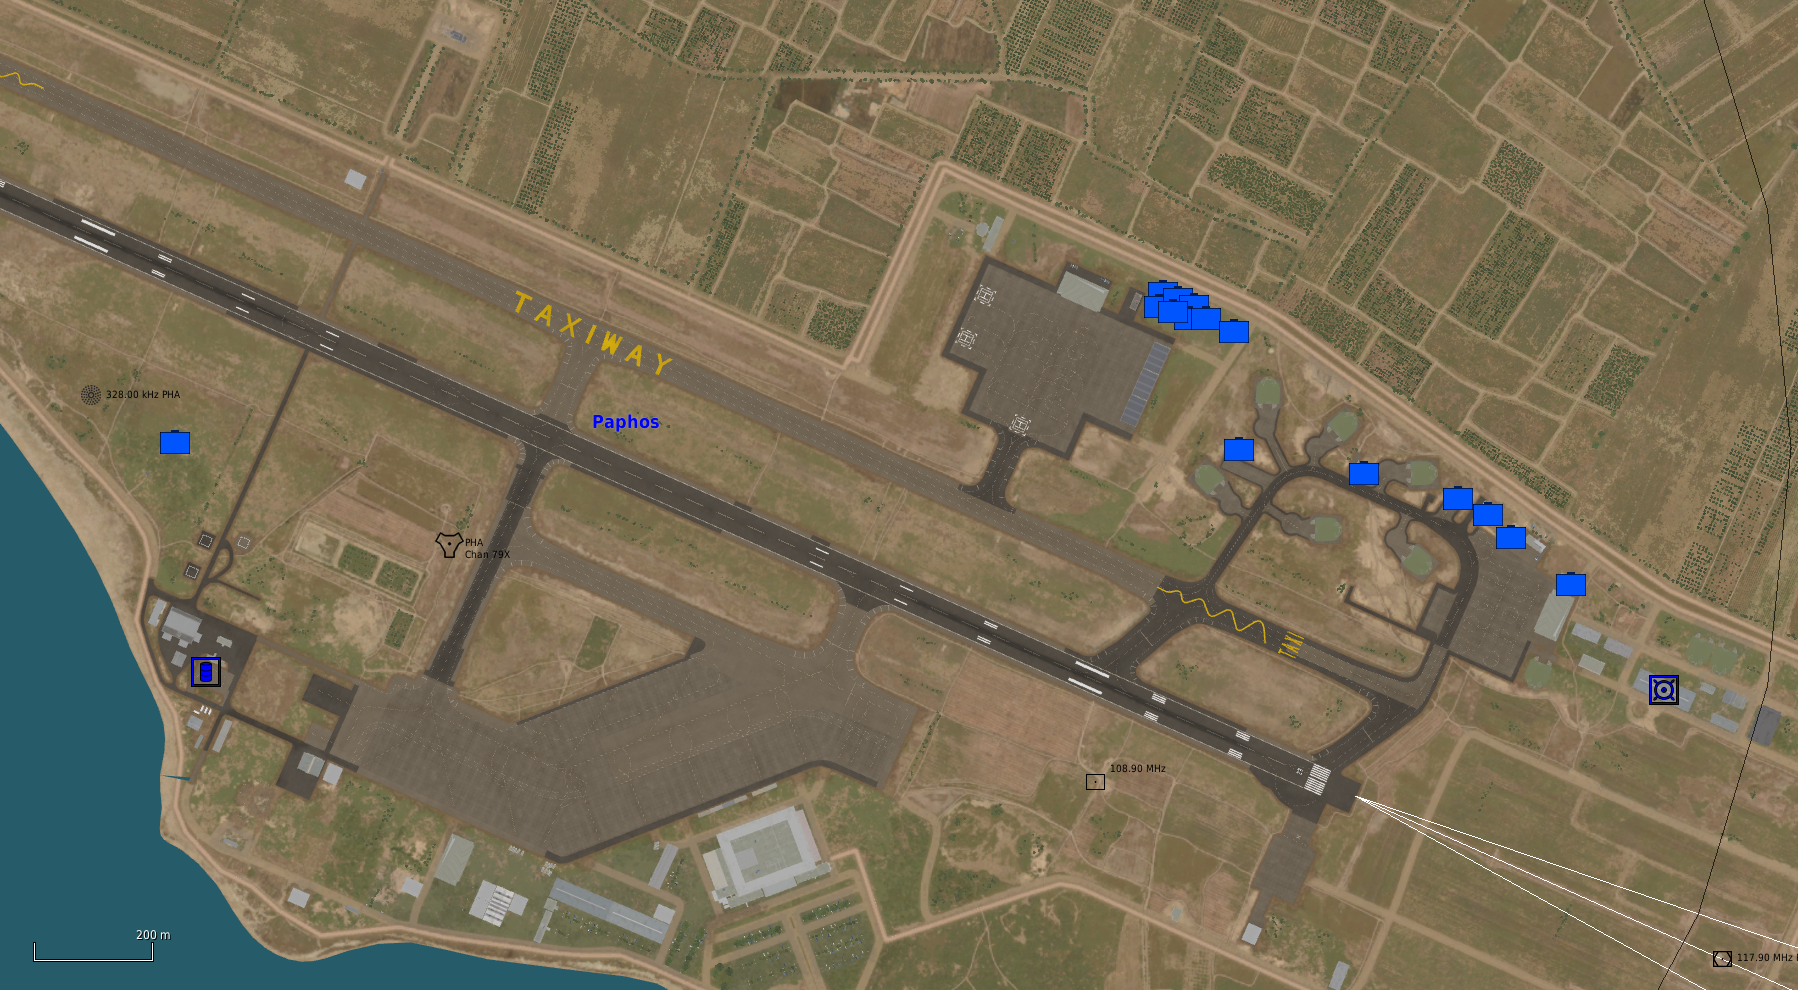 TAXIWAY
328.00 kHz PHA
Paphos
PHA
Chan 79X
TAXI
108.90 MHz
200 m
117.90 MHz